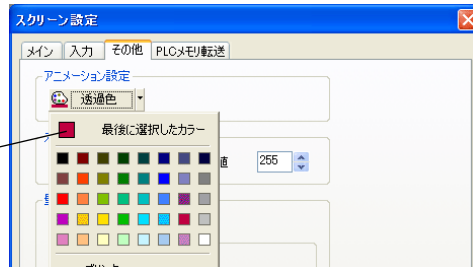 スクリーン設定
メイン 入力 その他 PLCメモリ転送
アニメーション設定
透過色
最後に選択したカラー
値 255